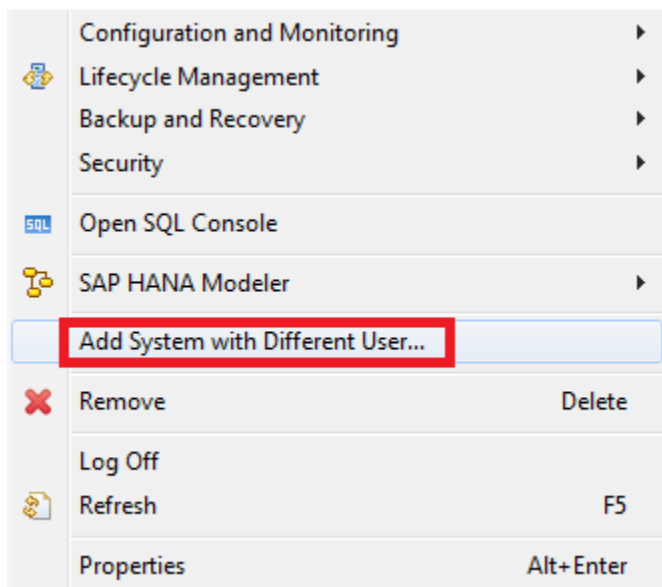 Configuration and Monitoring
Lifecycle Management
Backup and Recovery
Security
SQL Open SQL Console
SAP HANA Modeler
Add System with Different User...
Remove Delete
Log Off
Refresh F5
Properties Alt+Enter